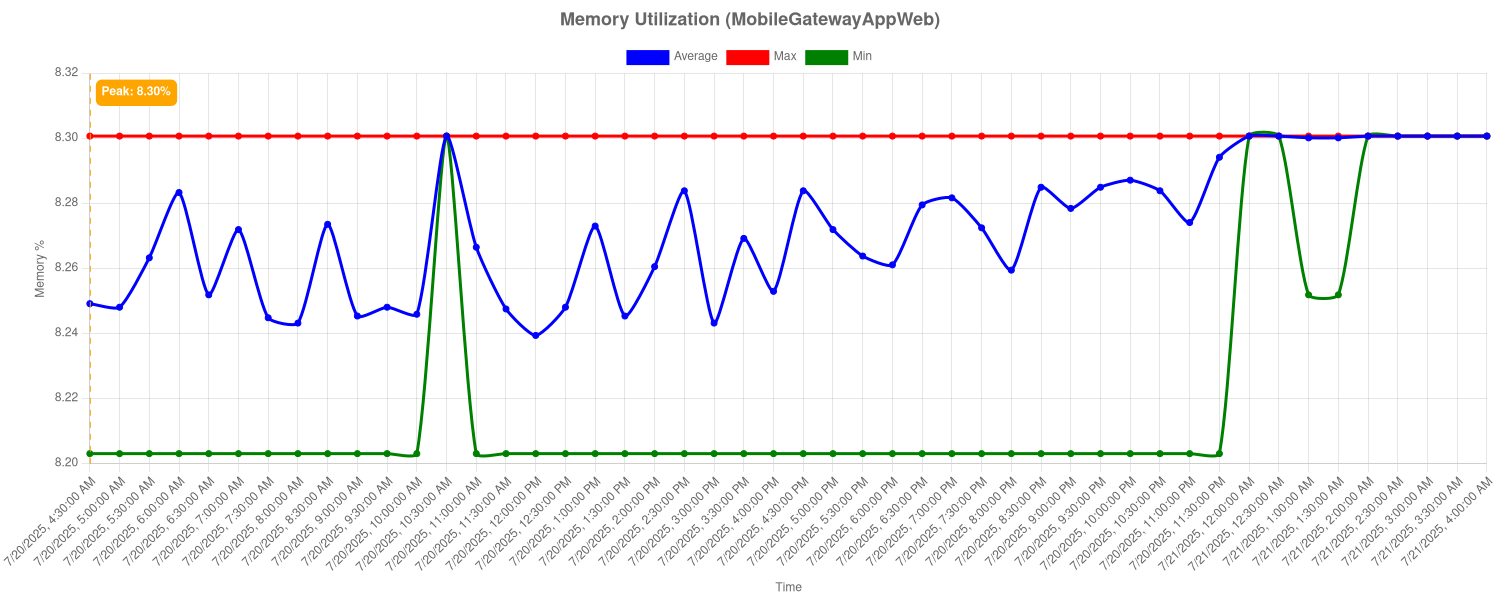 Memory Utilization (MobileGatewayAppWeb)
Average Max Min
8.32
Peak: 8.30%
8.30
8.28
8.26
Memory %
8.24
8.22
8.20
7/20/2025, 4:30:00 AM
7/20/2025, 5:00:00 AM
7/20/2025, 5:30:00 AM
7/20/2025, 6:00:00 AM
7/20/2025, 6:30:00 AM
7/20/2025, 7:00:00 AM
7/20/2025, 7:30:00 AM
7/20/2025, 8:00:00 AM
7/20/2025, 8:30:00 AM
7/20/2025, 9:00:00 AM
7/20/2025, 9:30:00 AM
7/20/2025, 10:00:00 AM
7/20/2025, 10:30:00 AM
7/20/2025, 11:00:00 AM
7/20/2025, 11:30:00 AM
7/20/2025, 12:00:00 PM
7/20/2025, 12:30:00 PM
7/20/2025, 1:00:00 PM
7/20/2025, 1:30:00 PM
7/20/2025, 2:00:00 PM
7/20/2025, 2:30:00 PM
7/20/2025, 3:00:00 PM
7/20/2025, 3:30:00 PM
7/20/2025, 4:00:00 PM
7/20/2025, 4:30:00 PM
7/20/2025, 5:00:00 PM
7/20/2025, 5:30:00 PM
7/20/2025, 6:00:00 PM
7/20/2025, 6:30:00 PM
7/20/2025, 7:00:00 PM
7/20/2025, 7:30:00 PM
7/20/2025, 8:00:00 PM
7/20/2025, 8:30:00 PM
7/20/2025, 9:00:00 PM
7/20/2025, 9:30:00 PM
7/20/2025, 10:00:00 PM
7/20/2025, 10:30:00 PM
7/20/2025, 11:00:00 PM
7/20/2025, 11:30:00 PM
7/21/2025, 12:00:00 AM
7/21/2025, 12:30:00 AM
7/21/2025, 1:00:00 AM
7/21/2025, 1:30:00 AM
7/21/2025, 2:00:00 AM
7/21/2025, 2:30:00 AM
7/21/2025, 3:00:00 AM
7/21/2025, 3:30:00 AM
7/21/2025, 4:00:00 AM
Time